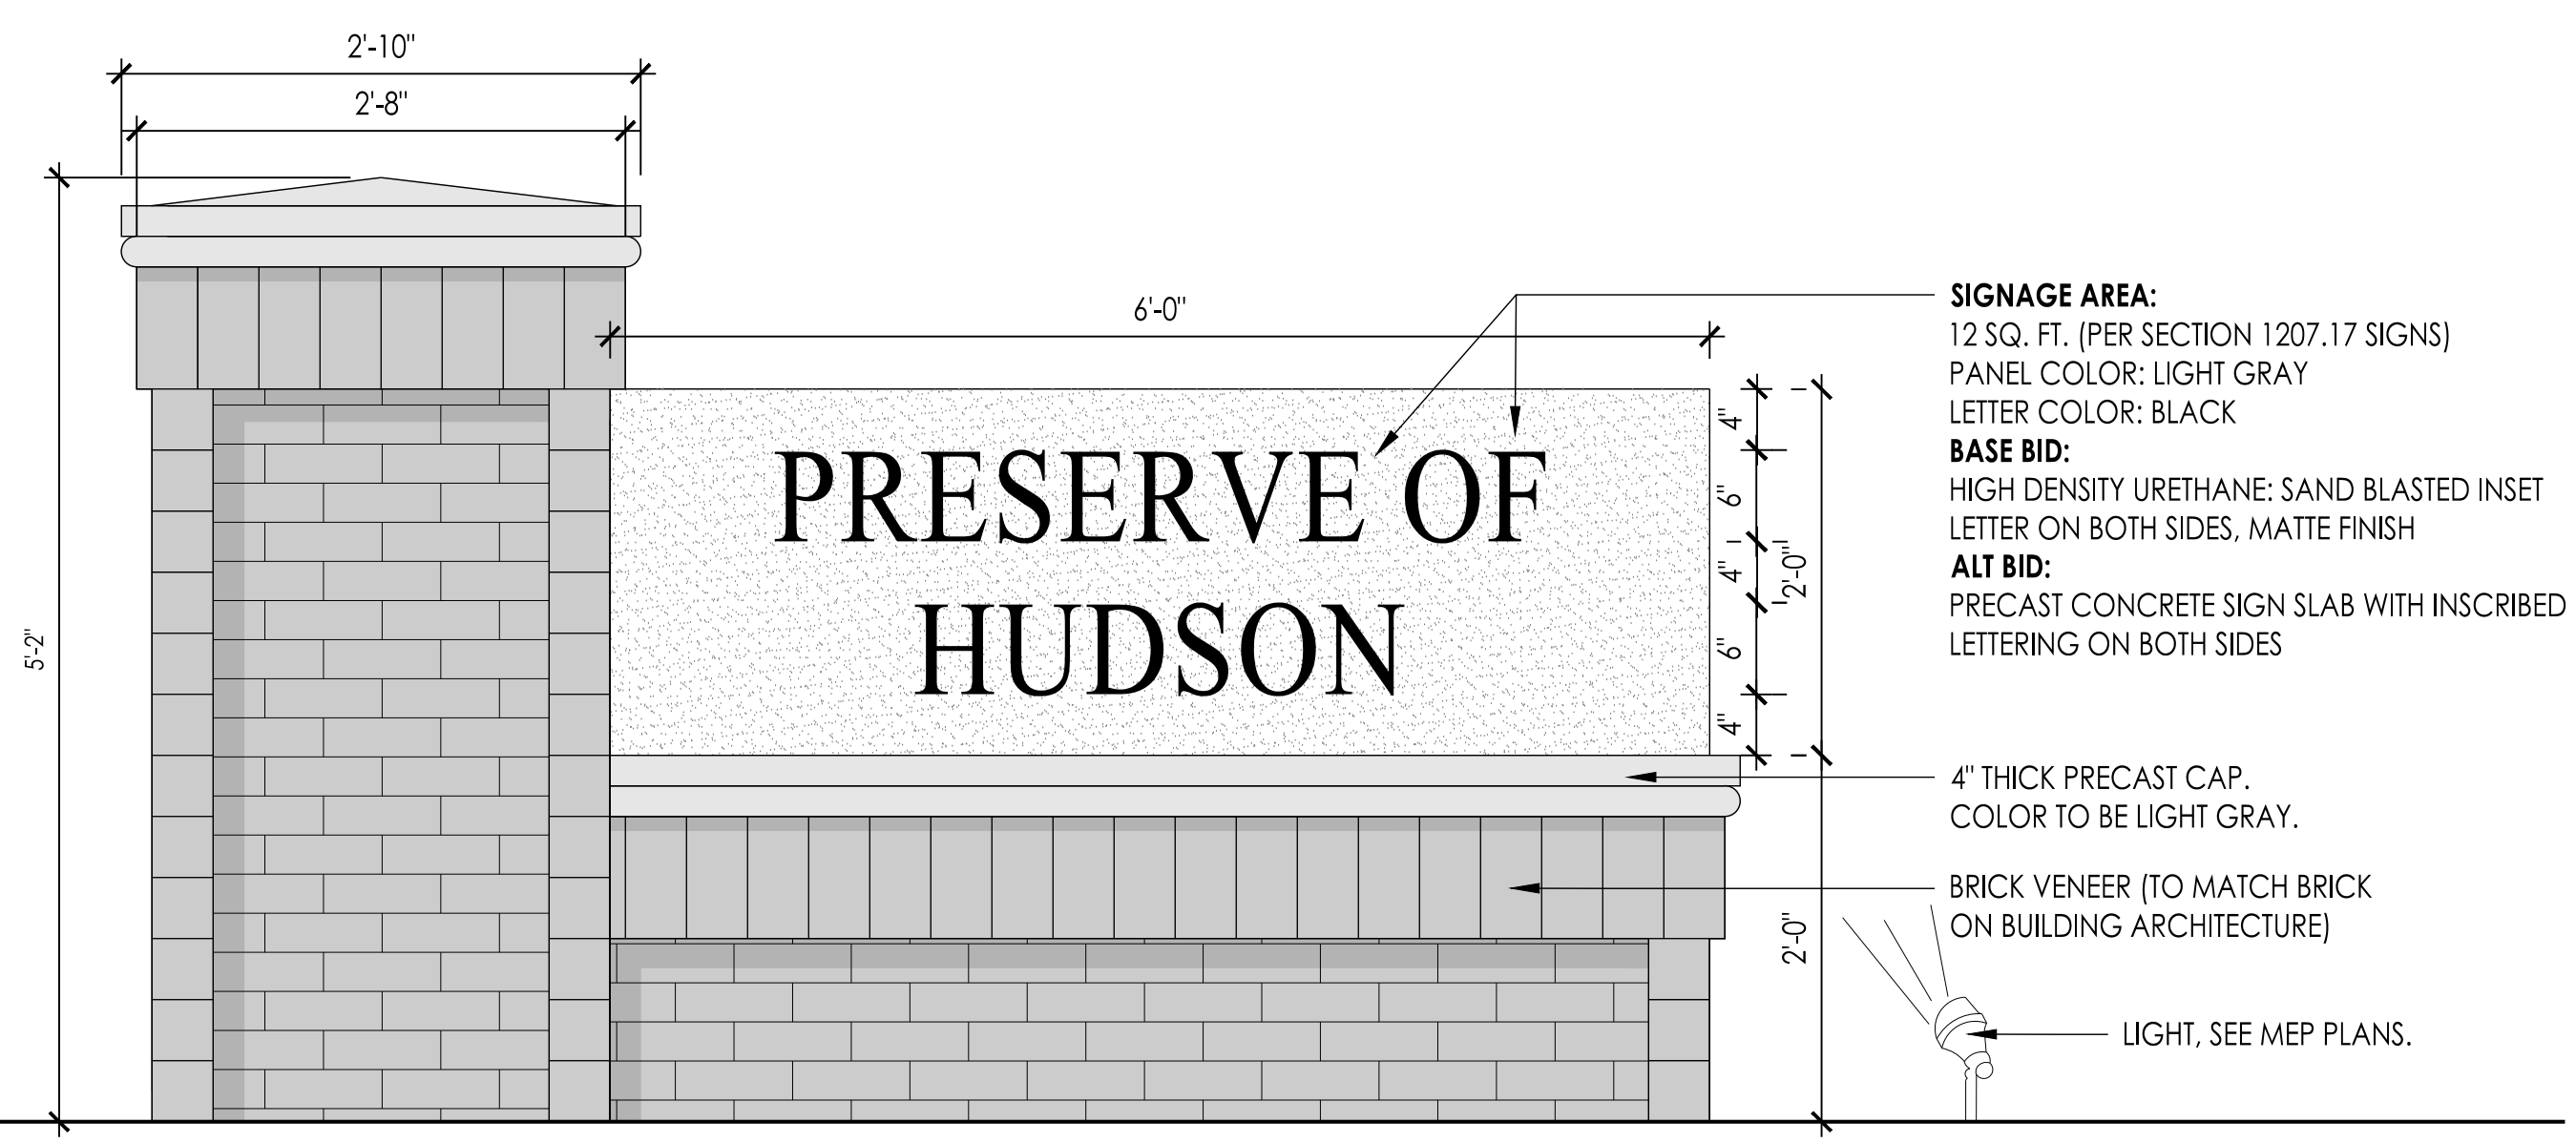 2'-10"
2'-8"
6'-0"
5'-2"
PRESERVE OF
HUDSON
4"
6"
4"
6"
4"
2'-0"
2'-0"
SIGNAGE AREA:
12 SQ. FT. (PER SECTION 1207.17 SIGNS)
PANEL COLOR: LIGHT GRAY
LETTER COLOR: BLACK
BASE BID:
HIGH DENSITY URETHANE: SAND BLASTED INSET
LETTER ON BOTH SIDES, MATTE FINISH
ALT BID:
PRECAST CONCRETE SIGN SLAB WITH INSCRIBED
LETTERING ON BOTH SIDES
4" THICK PRECAST CAP.
COLOR TO BE LIGHT GRAY.
BRICK VENEER (TO MATCH BRICK
ON BUILDING ARCHITECTURE)
LIGHT, SEE MEP PLANS.